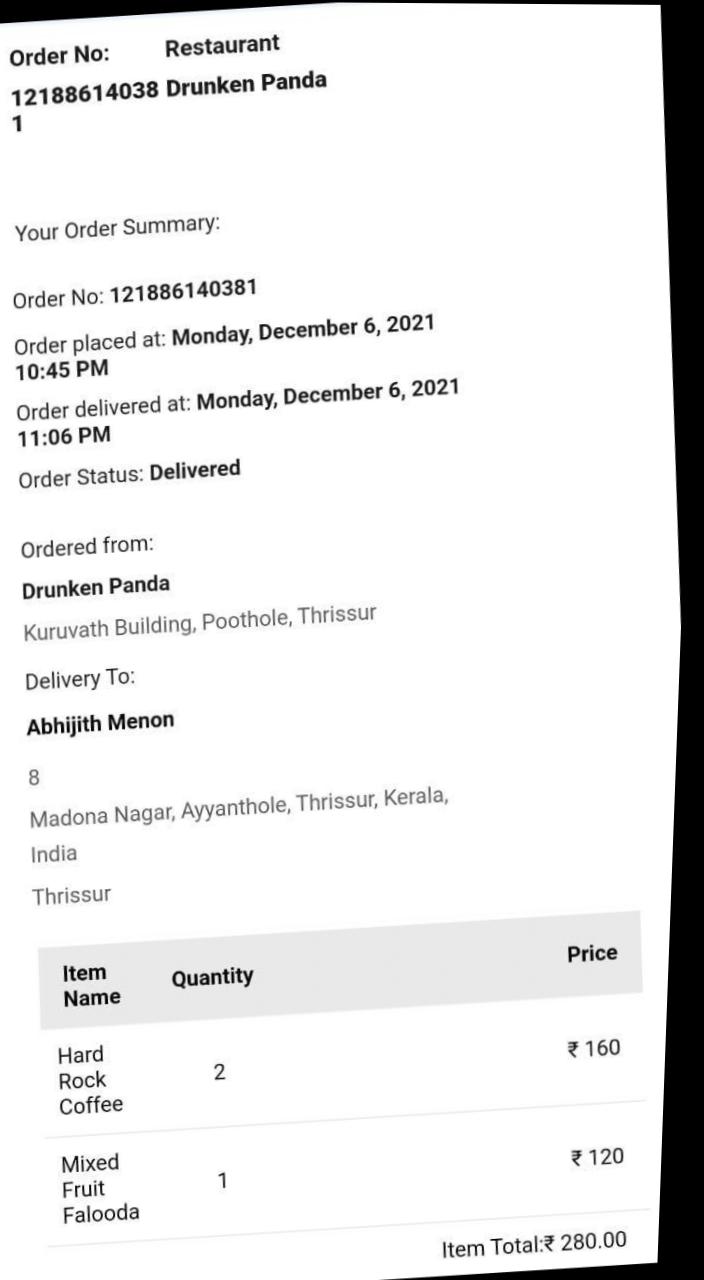 Order No: Restaurant
12188614038 Drunken Panda
1
Your Order Summary:
Order No: 121886140381
Order placed at: Monday, December 6, 2021
10:45 PM
Order delivered at: Monday, December 6, 2021
11:06 PM
Order Status: Delivered
Ordered from:
Drunken Panda
Kuruvath Building, Poothole, Thrissur
Delivery To:
Abhijith Menon
8
Madona Nagar, Ayyanthole, Thrissur, Kerala,
India
Thrissur
Item
Name Quantity Price
Hard
Rock
Coffee 2 ₹ 160
Mixed
Fruit
Falooda 1 ₹ 120
Item Total:₹ 280.00